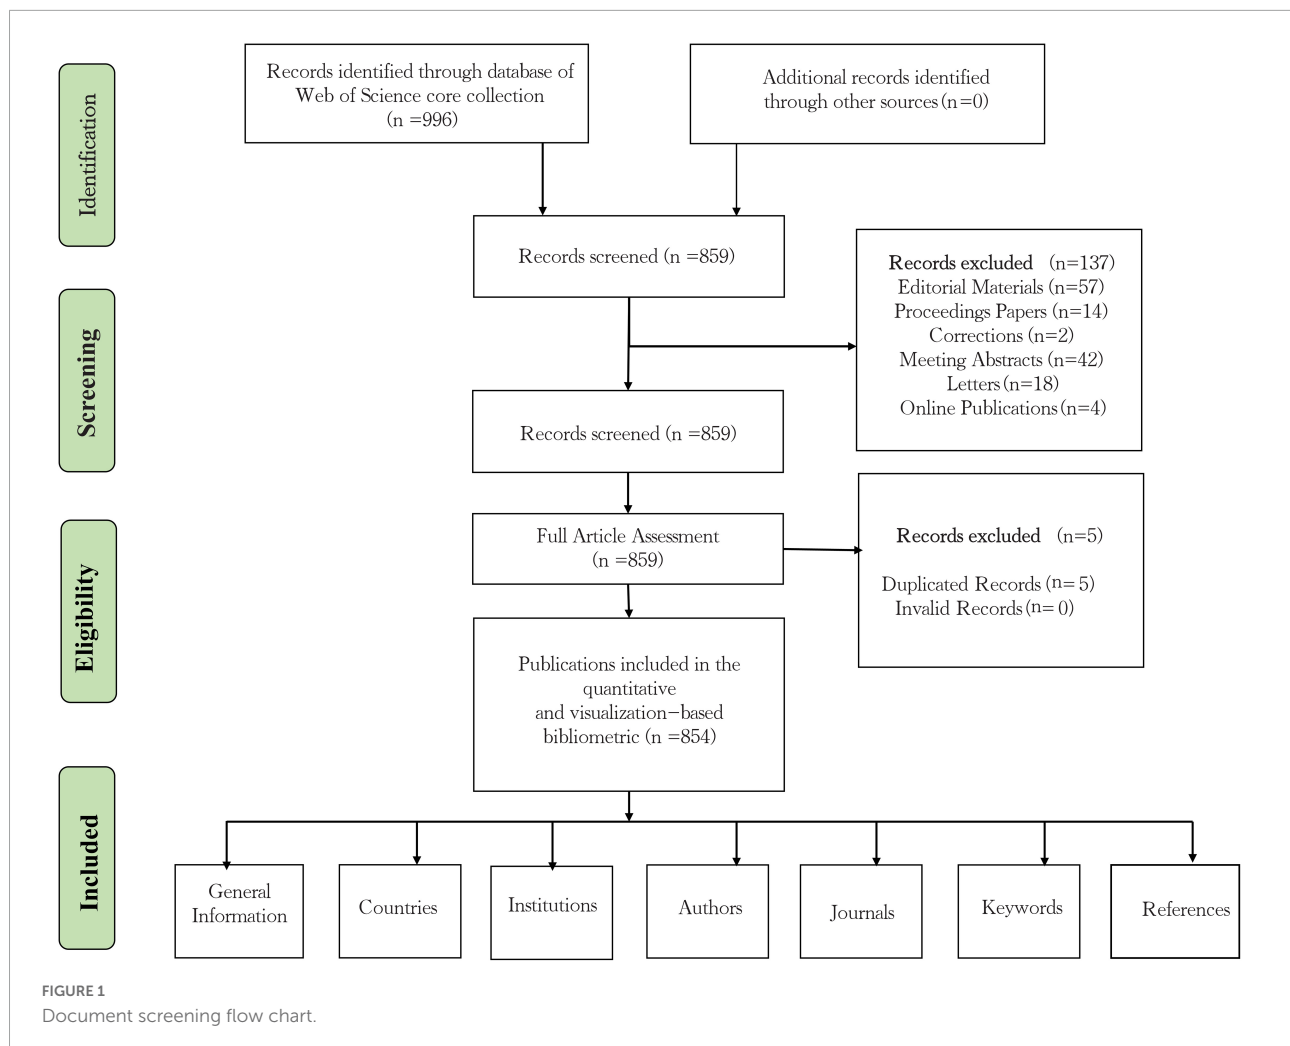 Identification
Records identified through database of
Web of Science core collection
(n =996)
Additional records identified
through other sources (n=0)
Records screened (n =859)
Screening
Records excluded (n=137)
Editorial Materials (n=57)
Proceedings Papers (n=14)
Corrections (n=2)
Meeting Abstracts (n=42)
Letters (n=18)
Online Publications (n=4)
Records screened (n =859)
Eligibility
Full Article Assessment
(n =859)
Records excluded (n=5)
Duplicated Records (n= 5)
Invalid Records (n= 0)
Publications included in the
quantitative
and visualization−based
bibliometric (n =854)
Included
General
Information
Countries
Institutions
Authors
Journals
Keywords
References
FIGURE 1
Document screening flow chart.